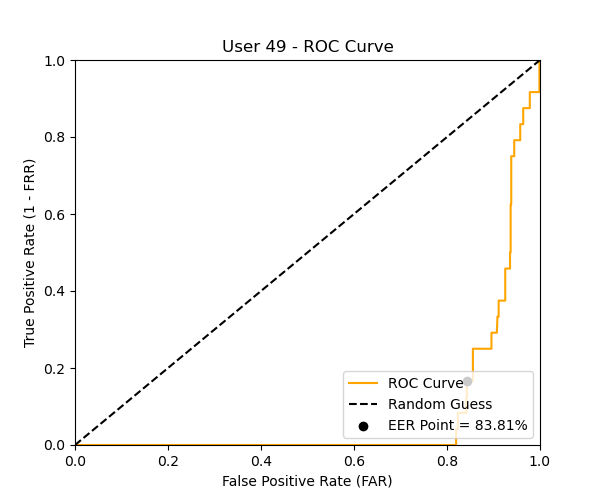 User 49 - ROC Curve
True Positive Rate (1 - FRR)
1.0
0.8
0.6
0.4
0.2
0.0
ROC Curve
Random Guess
EER Point = 83.81%
0.0 0.2 0.4 0.6 0.8 1.0
False Positive Rate (FAR)